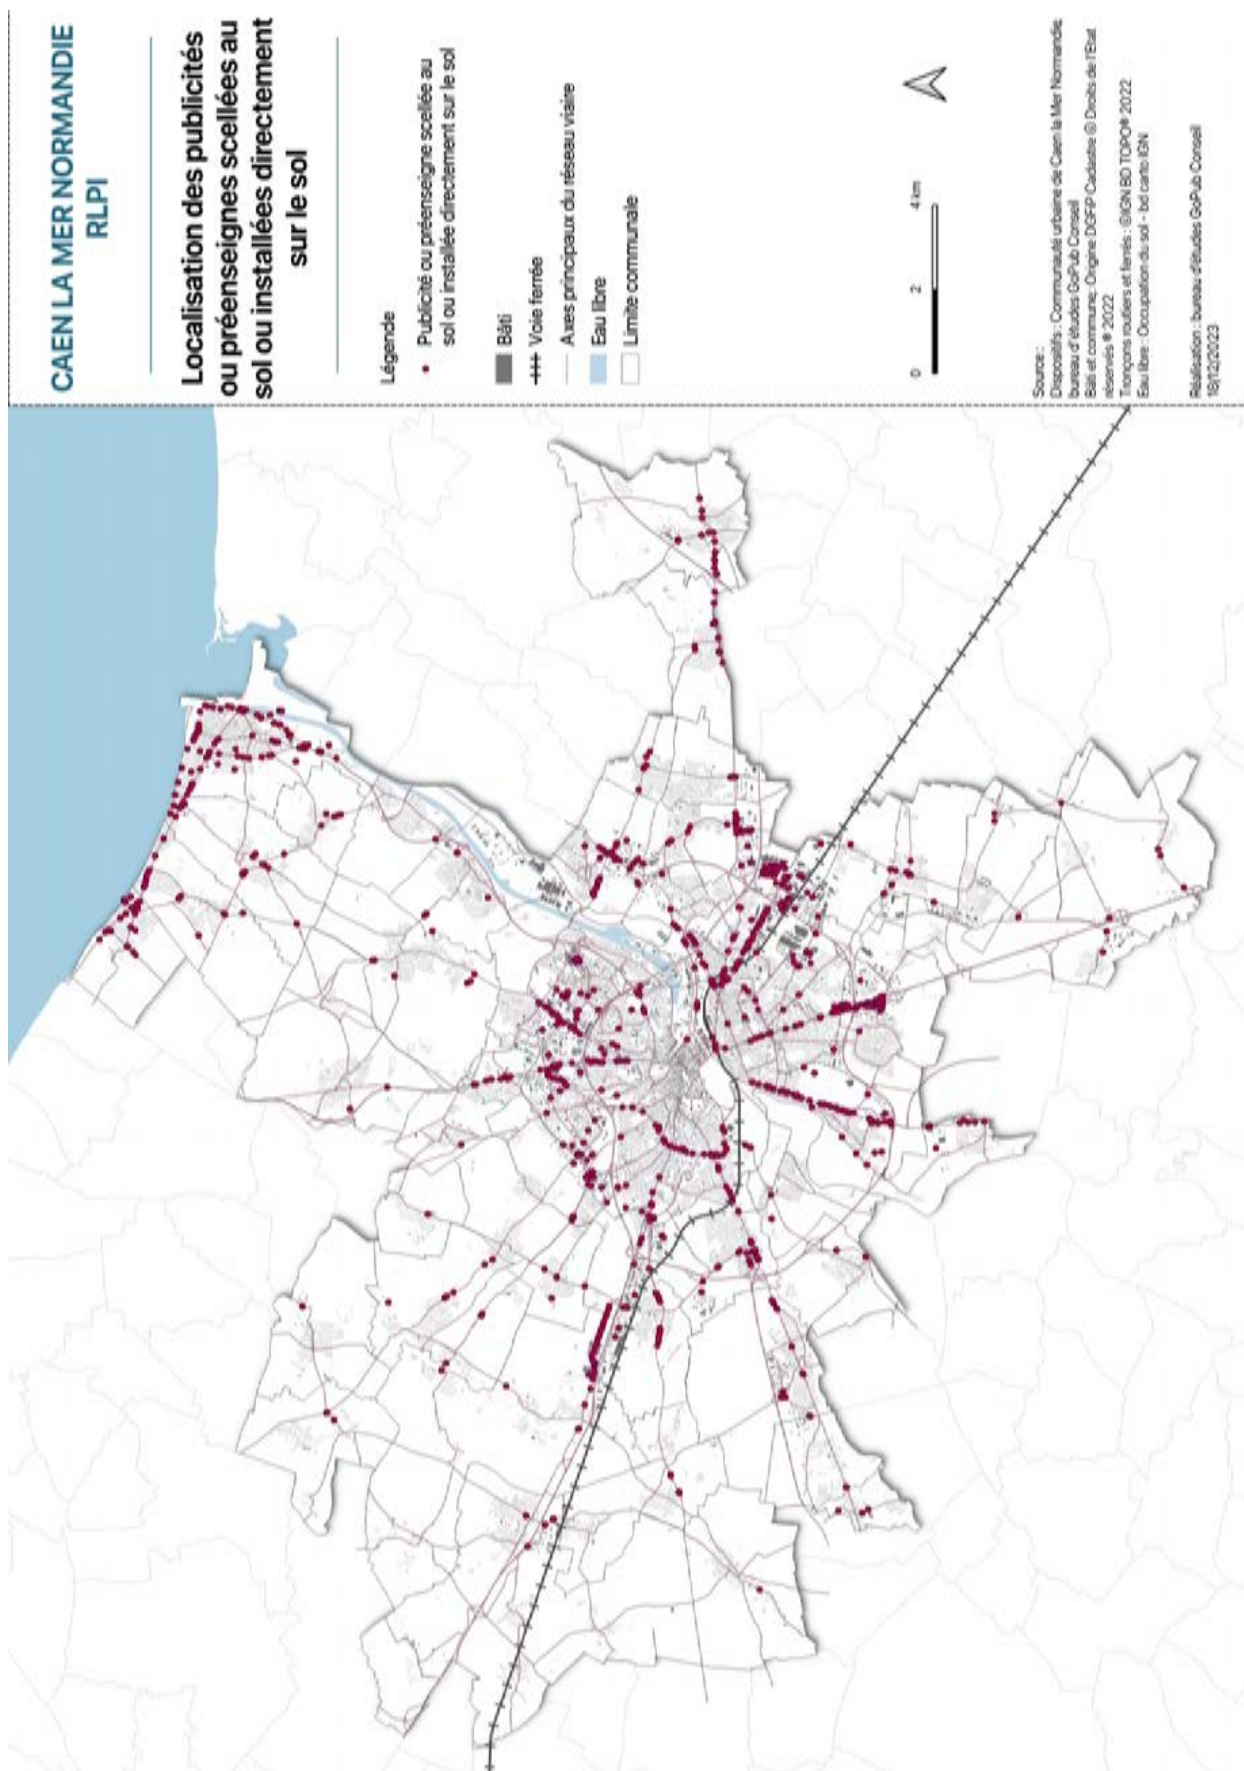 CAEN LA MER NORMANDIE
RLPI
Localisation des publicités
ou préenseignes scellées au
sol ou installées directement
sur le sol
Légende
Publicité ou préenseigne scellée au
sol ou installée directement sur le sol
Bâti
Voie ferrée
Axes principaux du réseau viaire
Eau libre
Limite communale
0 2 4 km
Source :
Dispositifs : Communauté urbaine de Caen la Mer Normandie,
bureau d'études GoPub Conseil
Bâti et commune : Origine DGFiP Cadastre © Droits de l'Etat
réservés ® 2022
Tronçons routiers et ferrés : ©IGN BD TOPO® 2022
Eau libre : Occupation du sol - bd carto IGN
Réalisation : bureau d'études GoPub Conseil
18/12/2023